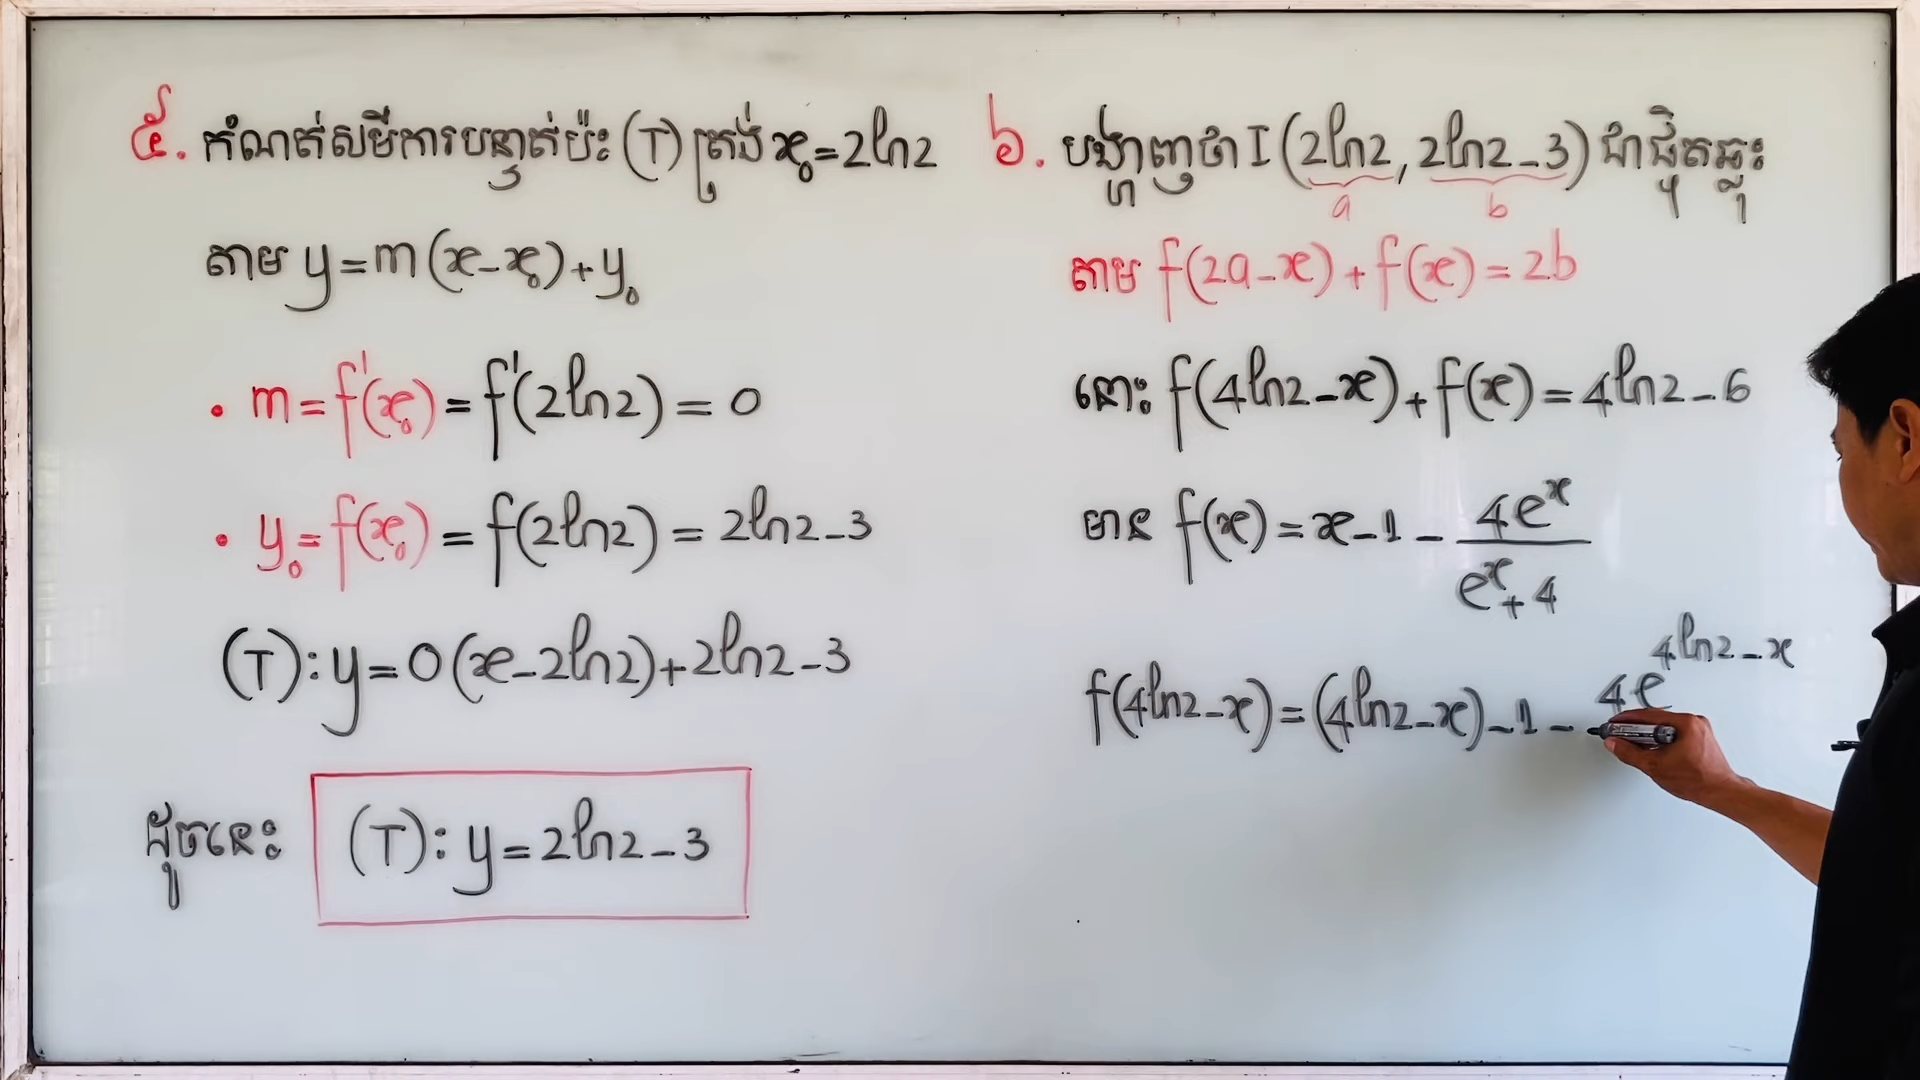 ៥. កំណត់សមីការបន្ទាត់ប៉ះ (T) ត្រង់ x₀=2ln2
តាម y=m(x-x₀)+y₀
• m=f'(x₀)=f'(2ln2)=0
• y₀=f(x₀)=f(2ln2)=2ln2-3
(T):y=0(x-2ln2)+2ln2-3
ដូចនេះ (T): y=2ln2-3
៦. បង្ហាញថា I(2ln2, 2ln2-3) ជាផ្ចិតឆ្លុះ
a b
តាម f(2a-x)+f(x)=2b
នោះ f(4ln2-x)+f(x)=4ln2-6
មាន f(x)=x-1-4eˣ/(eˣ+4)
f(4ln2-x)=(4ln2-x)-1-4e^(4ln2-x)